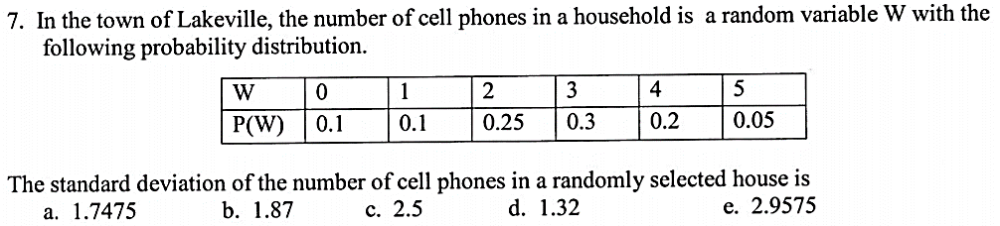 7. In the town of Lakeville, the number of cell phones in a household is a random variable W with the
following probability distribution.
W 0 1 2 3 4 5
P(W) 0.1 0.1 0.25 0.3 0.2 0.05
The standard deviation of the number of cell phones in a randomly selected house is
a. 1.7475 b. 1.87 c. 2.5 d. 1.32 e. 2.9575